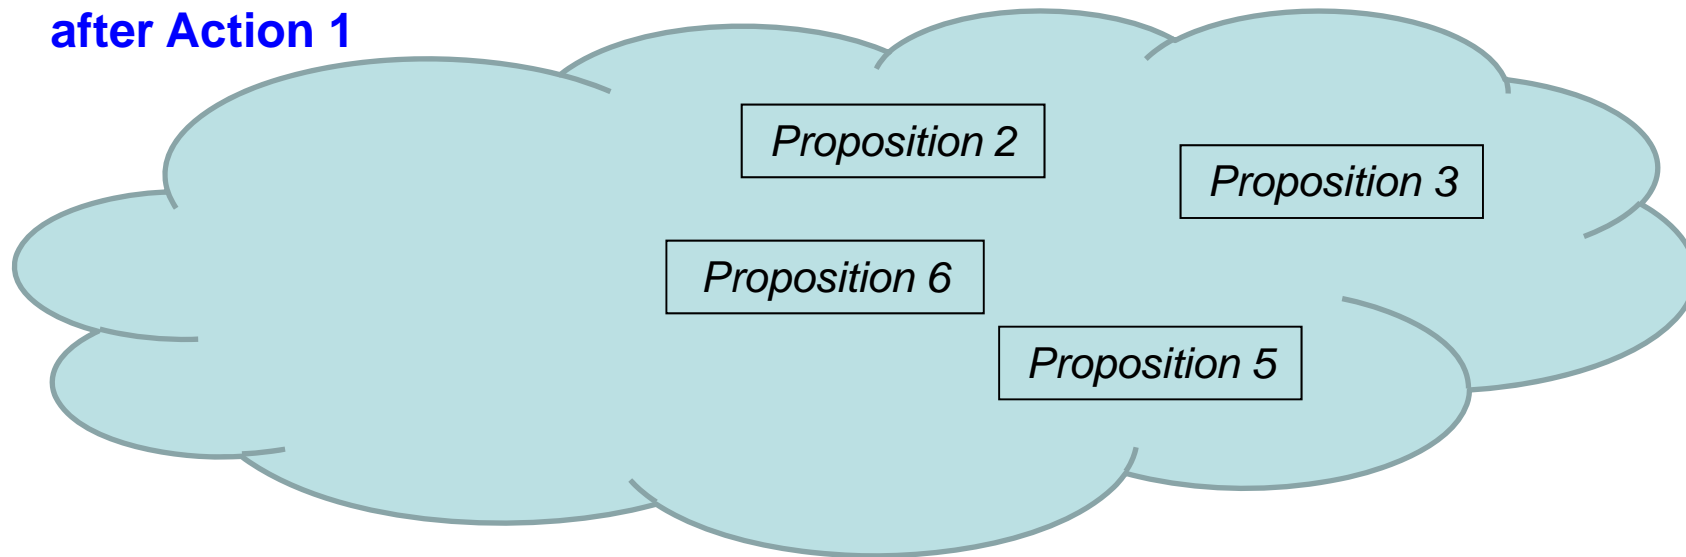 after Action 1
Proposition 2
Proposition 3
Proposition 6
Proposition 5